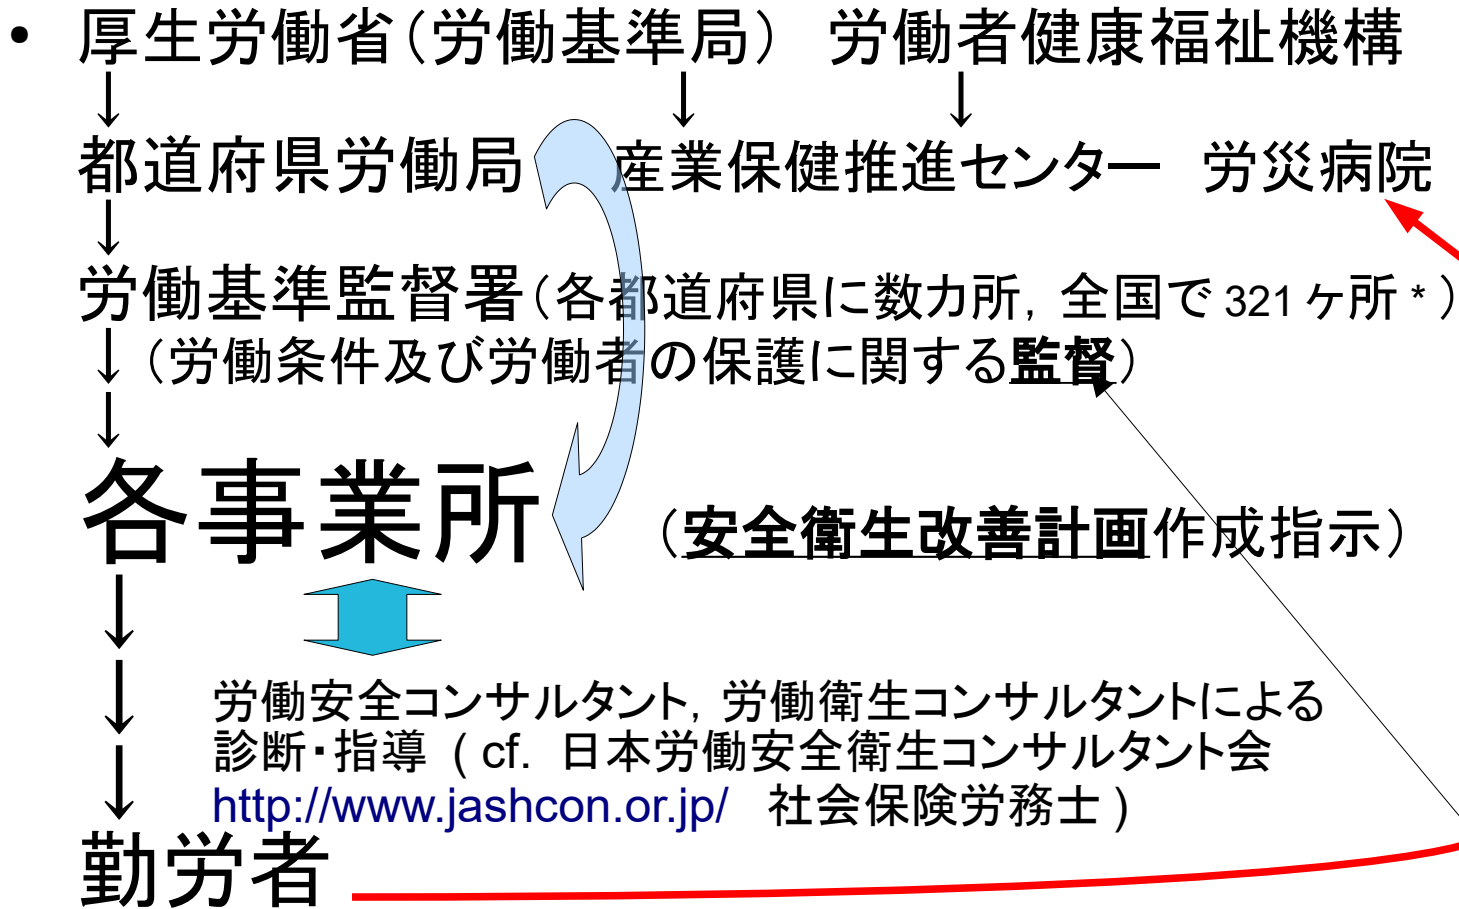 • 厚生労働省(労働基準局) 労働者健康福祉機構
↓ ↓ ↓
都道府県労働局 産業保健推進センター 労災病院
↓
労働基準監督署(各都道府県に数カ所, 全国で 321 ヶ所 * )
↓ (労働条件及び労働者の保護に関する監督)
↓
各事業所 (安全衛生改善計画作成指示)
↓
↓ 労働安全コンサルタント, 労働衛生コンサルタントによる
診断・指導 ( cf. 日本労働安全衛生コンサルタント会
↓ http://www.jashcon.or.jp/ 社会保険労務士 )
勤労者